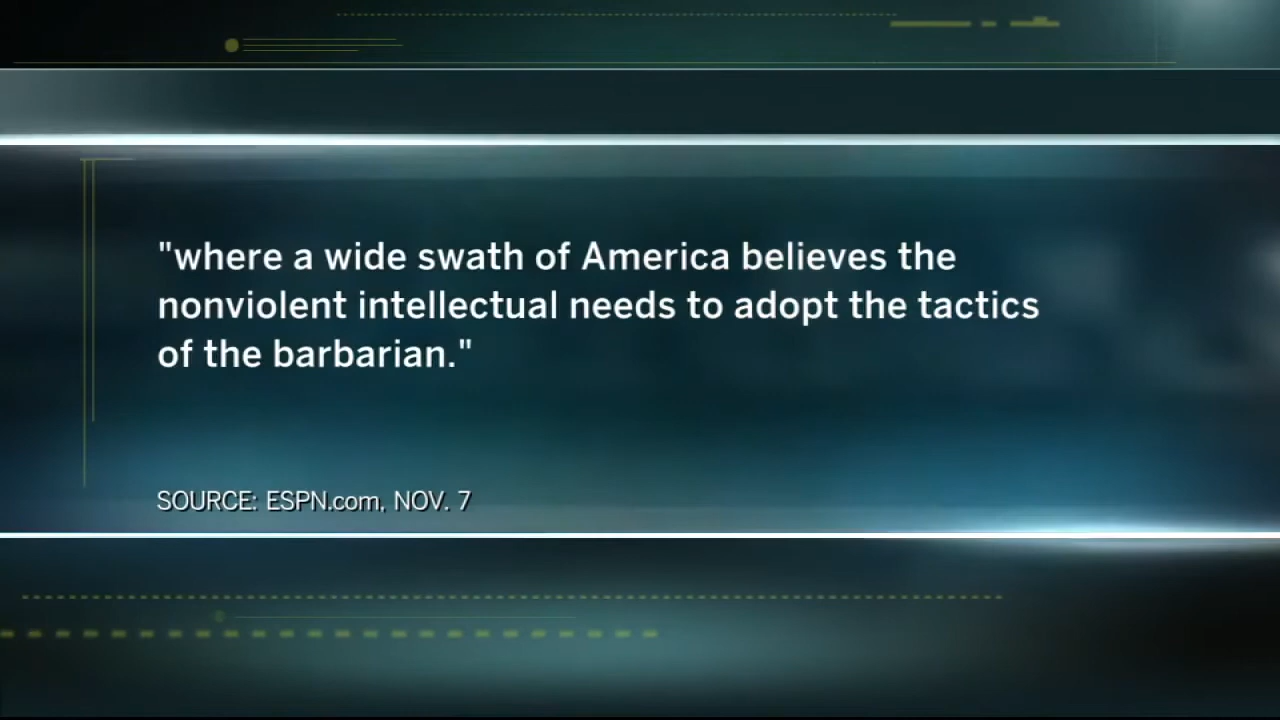 "where a wide swath of America believes the
nonviolent intellectual needs to adopt the tactics
of the barbarian."
SOURCE: ESPN.com, NOV. 7